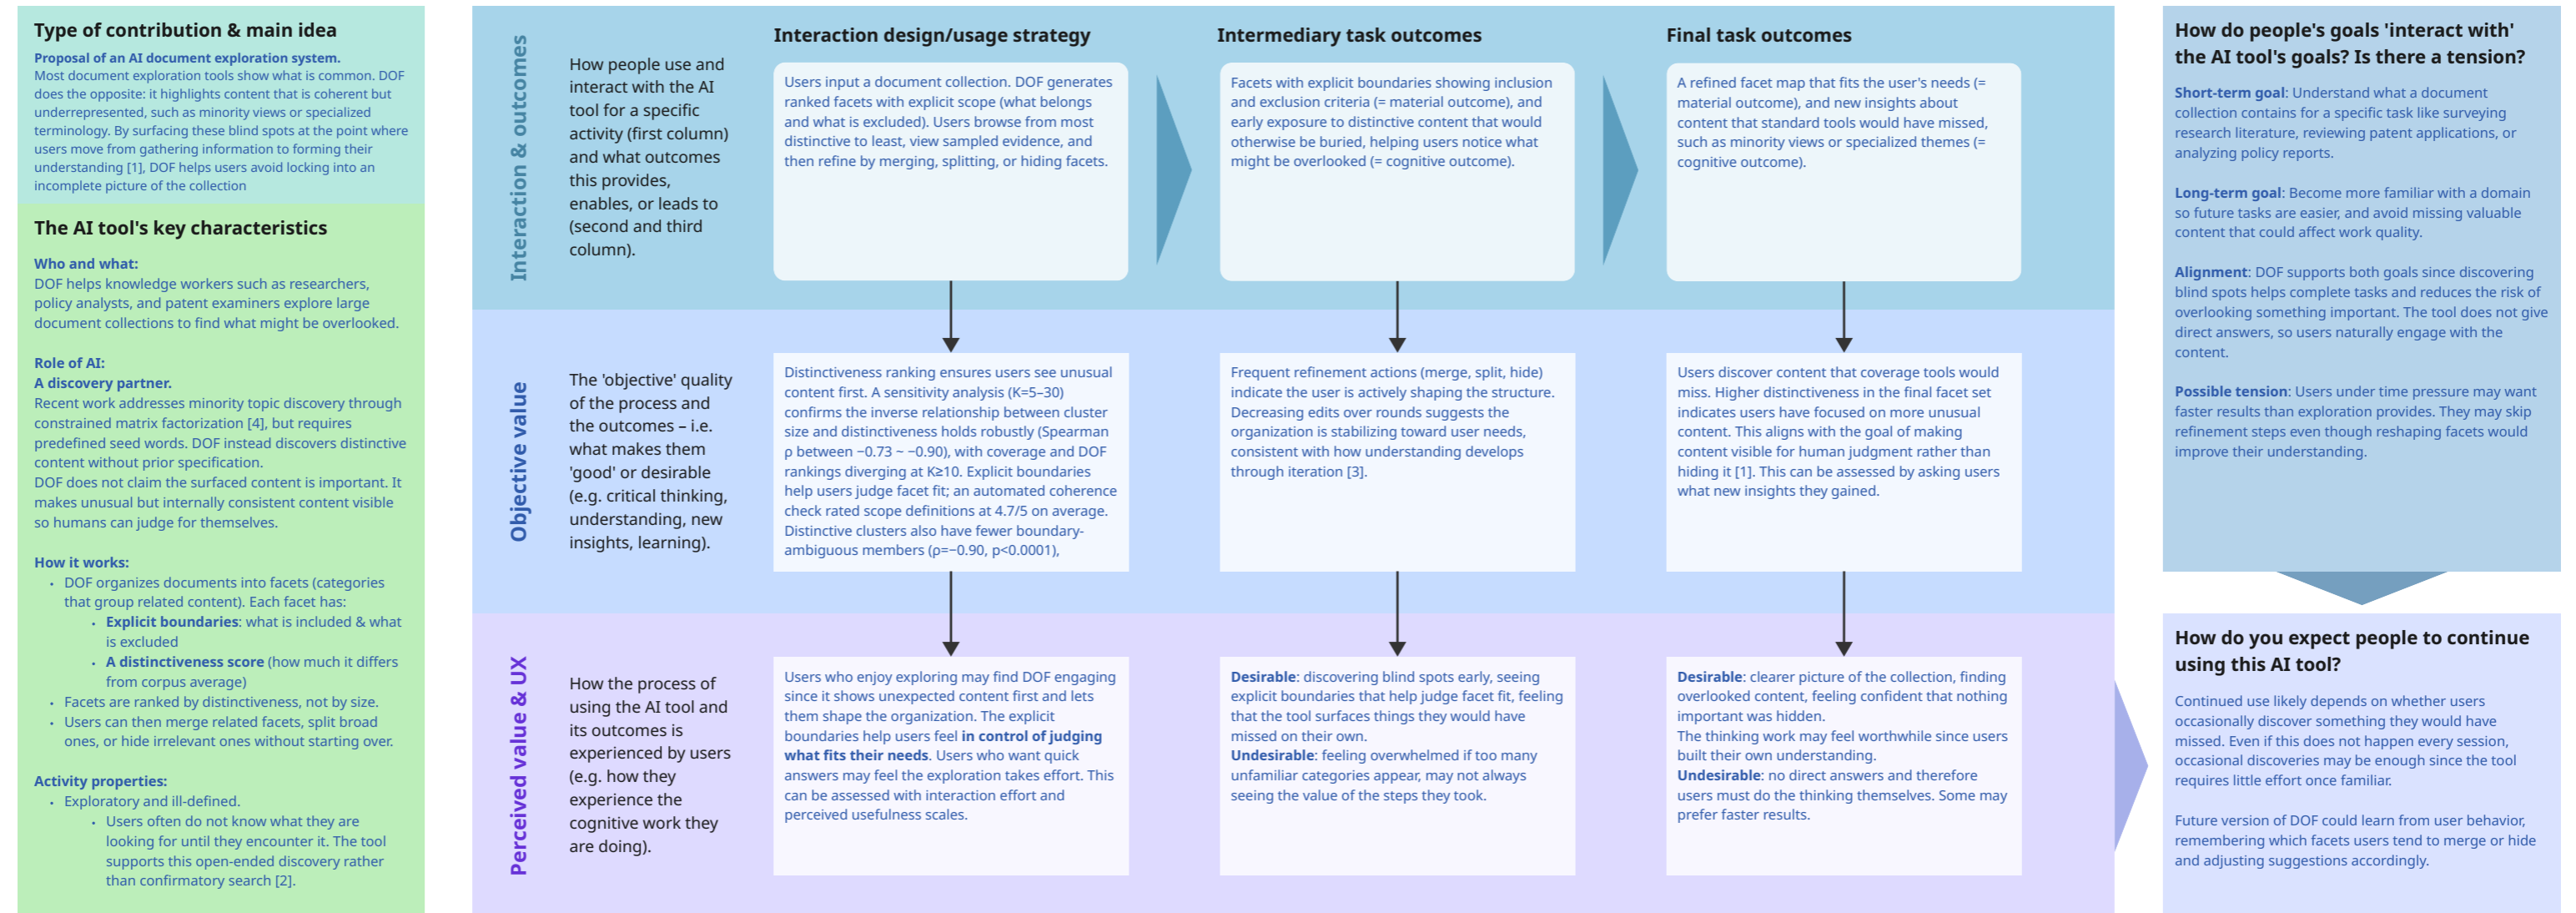 Type of contribution & main idea
Proposal of an AI document exploration system.
Most document exploration tools show what is common. DOF
does the opposite: it highlights content that is coherent but
underrepresented, such as minority views or specialized
terminology. By surfacing these blind spots at the point where
users move from gathering information to forming their
understanding [1], DOF helps users avoid locking into an
incomplete picture of the collection
The AI tool's key characteristics
Who and what:
DOF helps knowledge workers such as researchers,
policy analysts, and patent examiners explore large
document collections to find what might be overlooked.
Role of AI:
A discovery partner.
Recent work addresses minority topic discovery through
constrained matrix factorization [4], but requires
predefined seed words. DOF instead discovers distinctive
content without prior specification.
DOF does not claim the surfaced content is important. It
makes unusual but internally consistent content visible
so humans can judge for themselves.
How it works:
• DOF organizes documents into facets (categories
that group related content). Each facet has:
• Explicit boundaries: what is included & what
is excluded
• A distinctiveness score (how much it differs
from corpus average)
• Facets are ranked by distinctiveness, not by size.
• Users can then merge related facets, split broad
ones, or hide irrelevant ones without starting over.
Activity properties:
• Exploratory and ill-defined.
• Users often do not know what they are
looking for until they encounter it. The tool
supports this open-ended discovery rather
than confirmatory search [2].
Interaction & outcomes
How people use and
interact with the AI
tool for a specific
activity (first column)
and what outcomes
this provides,
enables, or leads to
(second and third
column).
Interaction design/usage strategy
Users input a document collection. DOF generates
ranked facets with explicit scope (what belongs
and what is excluded). Users browse from most
distinctive to least, view sampled evidence, and
then refine by merging, splitting, or hiding facets.
Intermediary task outcomes
Facets with explicit boundaries showing inclusion
and exclusion criteria (= material outcome), and
early exposure to distinctive content that would
otherwise be buried, helping users notice what
might be overlooked (= cognitive outcome).
Final task outcomes
A refined facet map that fits the user's needs (=
material outcome), and new insights about
content that standard tools would have missed,
such as minority views or specialized themes (=
cognitive outcome).
Objective value
The 'objective' quality
of the process and
the outcomes – i.e.
what makes them
'good' or desirable
(e.g. critical thinking,
understanding, new
insights, learning).
Distinctiveness ranking ensures users see unusual
content first. A sensitivity analysis (K=5–30)
confirms the inverse relationship between cluster
size and distinctiveness holds robustly (Spearman
ρ between −0.73 ~ −0.90), with coverage and DOF
rankings diverging at K≥10. Explicit boundaries
help users judge facet fit; an automated coherence
check rated scope definitions at 4.7/5 on average.
Distinctive clusters also have fewer boundary-
ambiguous members (ρ=−0.90, p<0.0001),
Frequent refinement actions (merge, split, hide)
indicate the user is actively shaping the structure.
Decreasing edits over rounds suggests the
organization is stabilizing toward user needs,
consistent with how understanding develops
through iteration [3].
Users discover content that coverage tools would
miss. Higher distinctiveness in the final facet set
indicates users have focused on more unusual
content. This aligns with the goal of making
content visible for human judgment rather than
hiding it [1]. This can be assessed by asking users
what new insights they gained.
Perceived value & UX
How the process of
using the AI tool and
its outcomes is
experienced by users
(e.g. how they
experience the
cognitive work they
are doing).
Users who enjoy exploring may find DOF engaging
since it shows unexpected content first and lets
them shape the organization. The explicit
boundaries help users feel in control of judging
what fits their needs. Users who want quick
answers may feel the exploration takes effort. This
can be assessed with interaction effort and
perceived usefulness scales.
Desirable: discovering blind spots early, seeing
explicit boundaries that help judge facet fit, feeling
that the tool surfaces things they would have
missed on their own.
Undesirable: feeling overwhelmed if too many
unfamiliar categories appear, may not always
seeing the value of the steps they took.
Desirable: clearer picture of the collection, finding
overlooked content, feeling confident that nothing
important was hidden.
The thinking work may feel worthwhile since users
built their own understanding.
Undesirable: no direct answers and therefore
users must do the thinking themselves. Some may
prefer faster results.
How do people's goals 'interact with'
the AI tool's goals? Is there a tension?
Short-term goal: Understand what a document
collection contains for a specific task like surveying
research literature, reviewing patent applications, or
analyzing policy reports.
Long-term goal: Become more familiar with a domain
so future tasks are easier, and avoid missing valuable
content that could affect work quality.
Alignment: DOF supports both goals since discovering
blind spots helps complete tasks and reduces the risk of
overlooking something important. The tool does not give
direct answers, so users naturally engage with the
content.
Possible tension: Users under time pressure may want
faster results than exploration provides. They may skip
refinement steps even though reshaping facets would
improve their understanding.
How do you expect people to continue
using this AI tool?
Continued use likely depends on whether users
occasionally discover something they would have
missed. Even if this does not happen every session,
occasional discoveries may be enough since the tool
requires little effort once familiar.
Future version of DOF could learn from user behavior,
remembering which facets users tend to merge or hide
and adjusting suggestions accordingly.